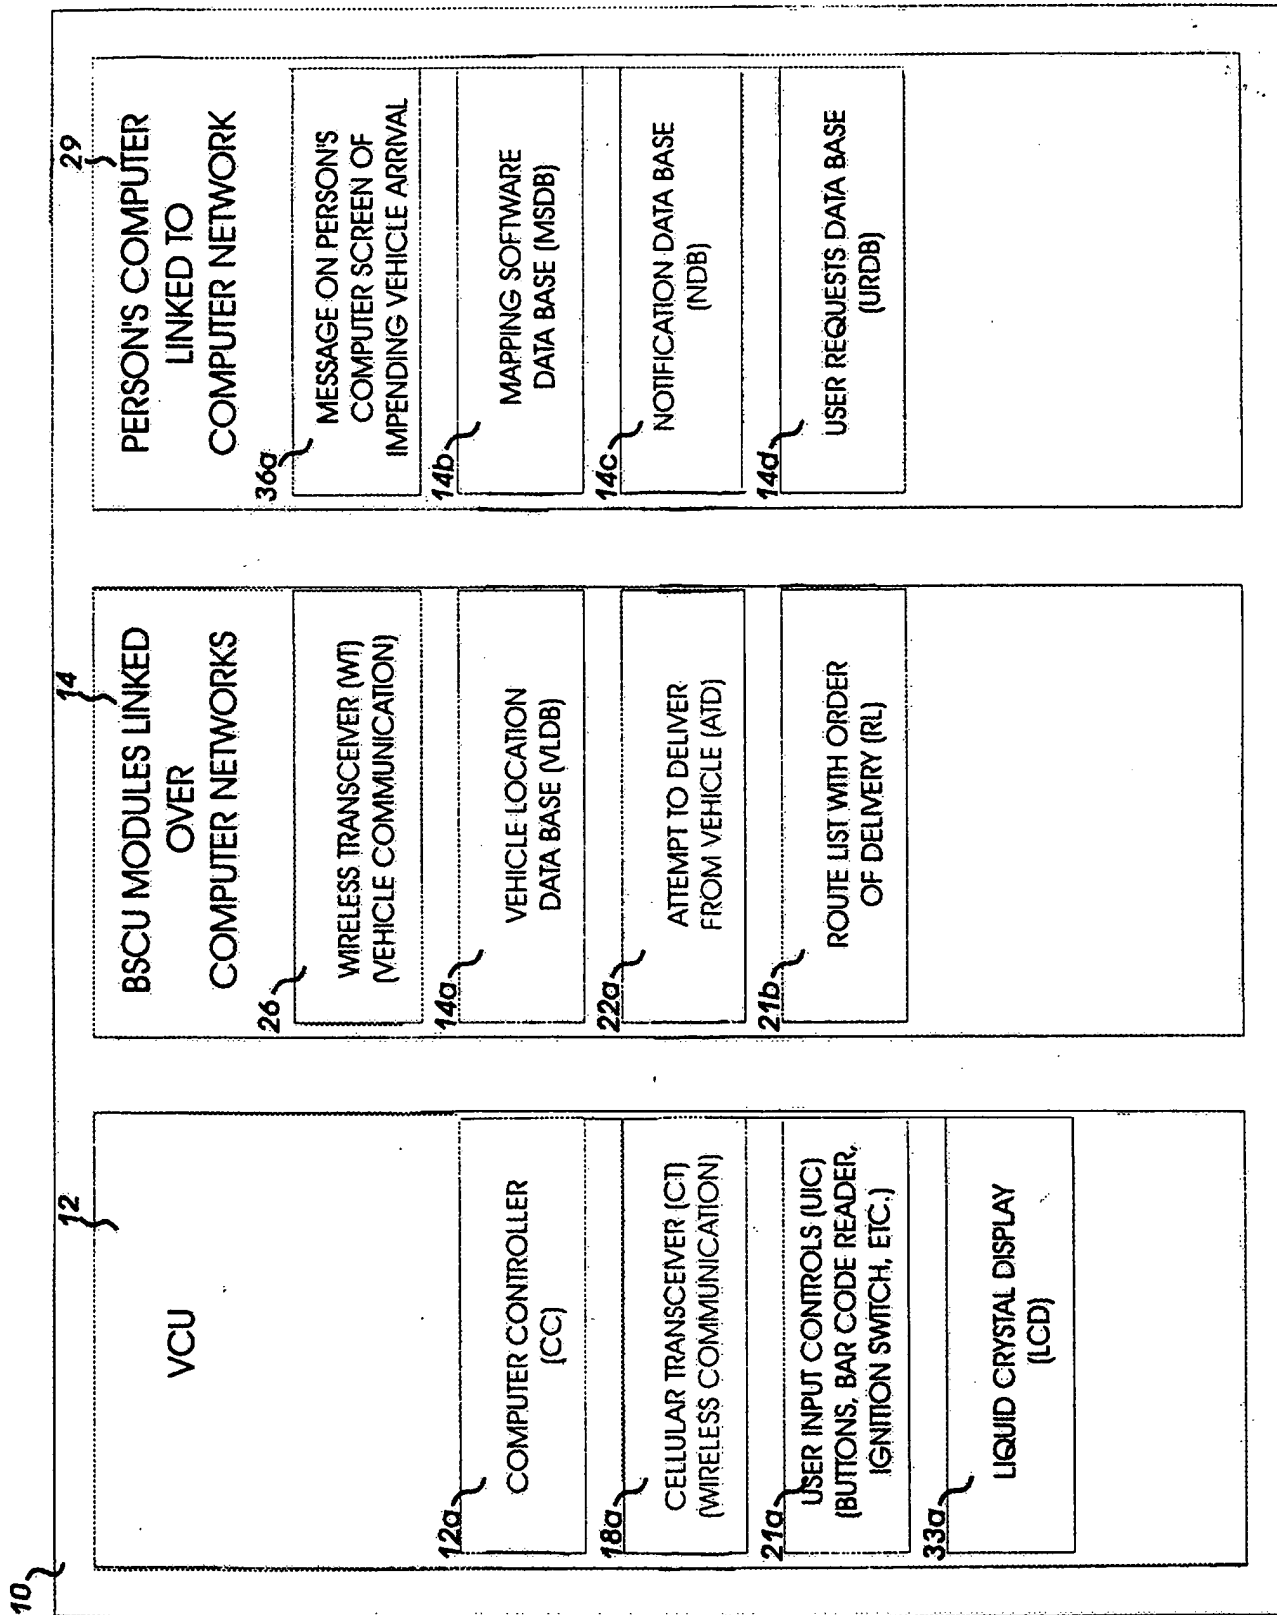 10
12
VCU
12a
COMPUTER CONTROLLER
(CC)
18a
CELLULAR TRANSCEIVER (CT)
(WIRELESS COMMUNICATION)
21a
USER INPUT CONTROLS (UIC)
(BUTTONS, BAR CODE READER,
IGNITION SWITCH, ETC.)
33a
LIQUID CRYSTAL DISPLAY
(LCD)
14
BSCU MODULES LINKED
OVER
COMPUTER NETWORKS
26
WIRELESS TRANSCEIVER (WT)
(VEHICLE COMMUNICATION)
14a
VEHICLE LOCATION
DATA BASE (VLDB)
22a
ATTEMPT TO DELIVER
FROM VEHICLE (ATD)
21b
ROUTE LIST WITH ORDER
OF DELIVERY (RL)
29
PERSON'S COMPUTER
LINKED TO
COMPUTER NETWORK
36a
MESSAGE ON PERSON'S
COMPUTER SCREEN OF
IMPENDING VEHICLE ARRIVAL
14b
MAPPING SOFTWARE
DATA BASE (MSDB)
14c
NOTIFICATION DATA BASE
(NDB)
14d
USER REQUESTS DATA BASE
(URDB)